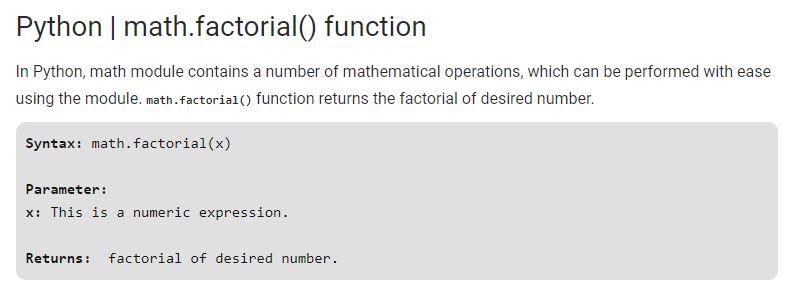 Python | math.factorial() function
In Python, math module contains a number of mathematical operations, which can be performed with ease
using the module. math.factorial() function returns the factorial of desired number.
Syntax: math.factorial(x)
Parameter:
x: This is a numeric expression.
Returns:  factorial of desired number.